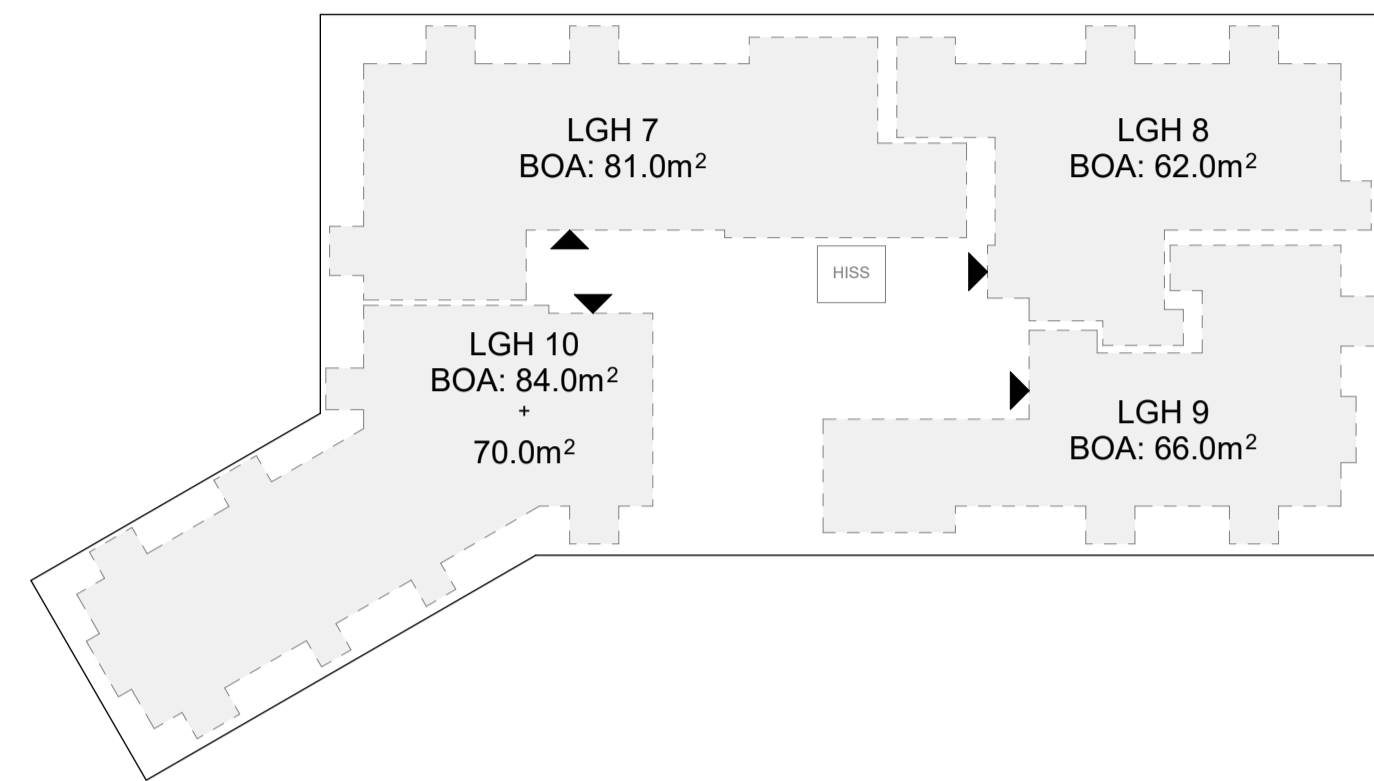 LGH 7
BOA: 81.0m²
LGH 8
BOA: 62.0m²
HISS
LGH 10
BOA: 84.0m²
+
70.0m²
LGH 9
BOA: 66.0m²